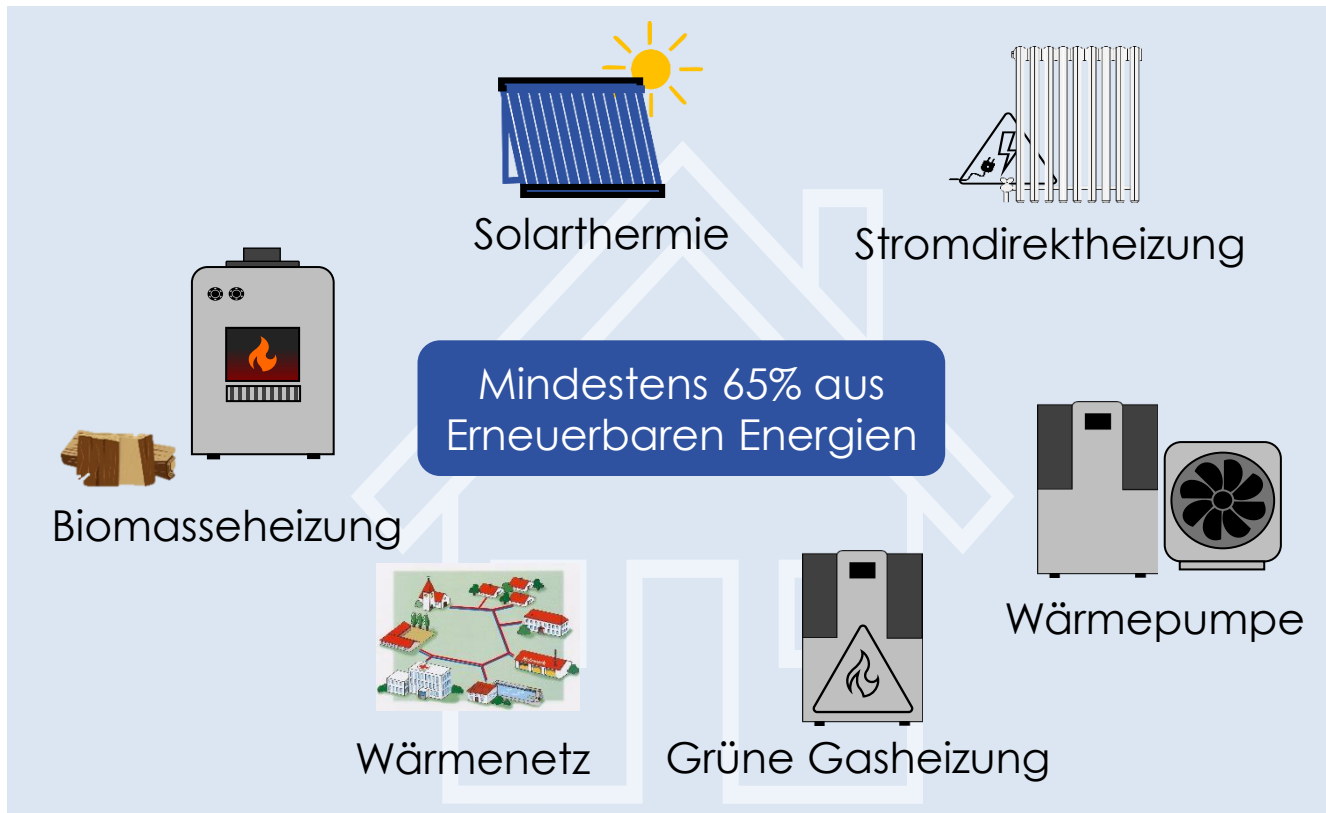 Solarthermie
Stromdirektheizung
Mindestens 65% aus
Erneuerbaren Energien
Biomasseheizung
Wärmepumpe
Wärmenetz
Grüne Gasheizung